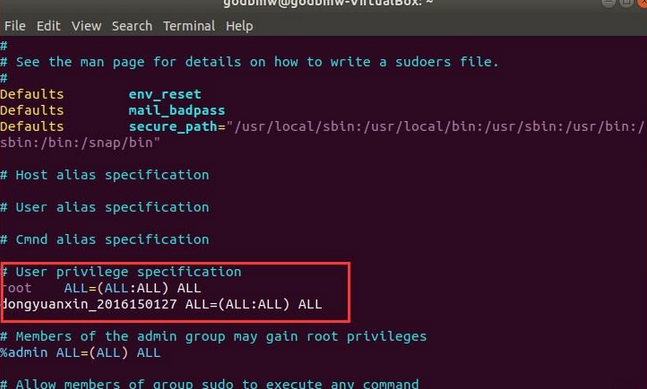 godbmw@godbmw-VirtualBox: ~
File Edit View Search Terminal Help
#
# See the man page for details on how to write a sudoers file.
#
Defaults        env_reset
Defaults        mail_badpass
Defaults        secure_path="/usr/local/sbin:/usr/local/bin:/usr/sbin:/usr/bin:/
sbin:/bin:/snap/bin"
# Host alias specification
# User alias specification
# Cmnd alias specification
# User privilege specification
root    ALL=(ALL:ALL) ALL
dongyuanxin_2016150127 ALL=(ALL:ALL) ALL
# Members of the admin group may gain root privileges
%admin ALL=(ALL) ALL
# Allow members of group sudo to execute any command